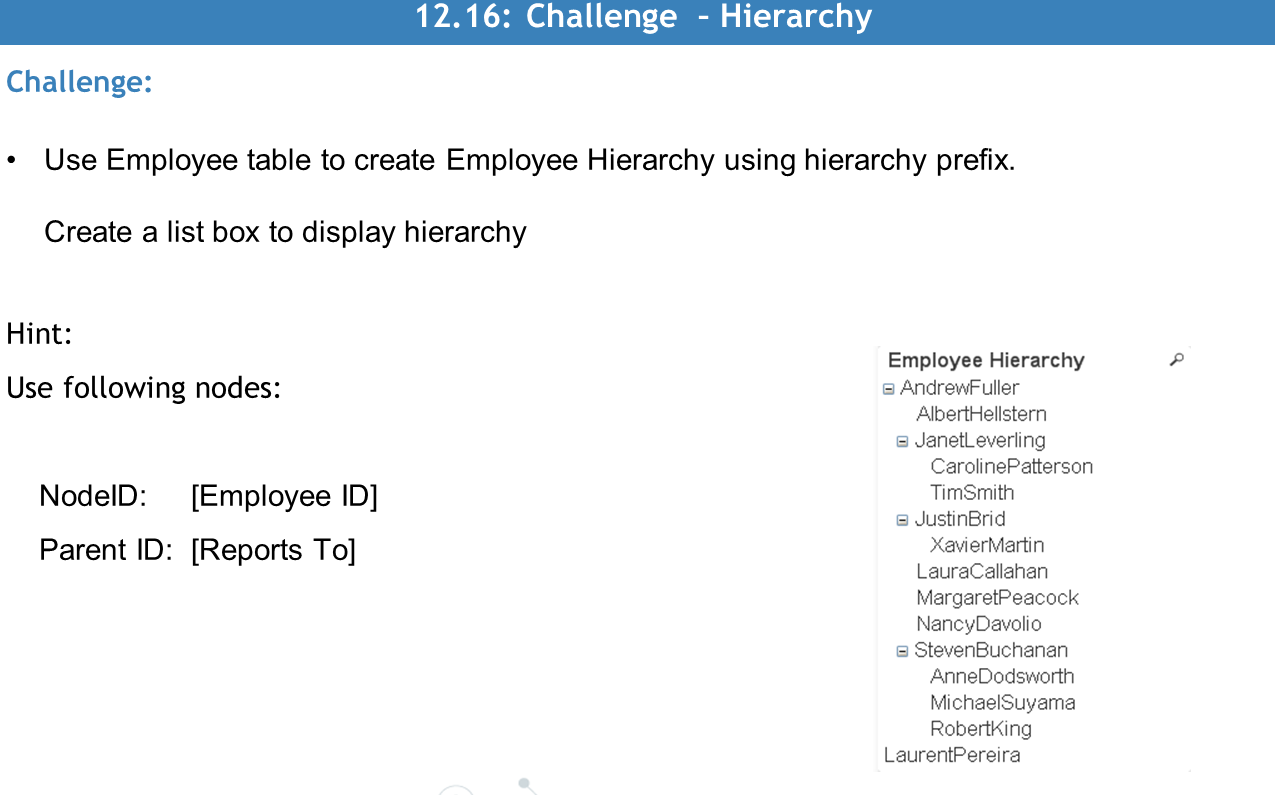 12.16: Challenge - Hierarchy
Challenge:
• Use Employee table to create Employee Hierarchy using hierarchy prefix.
Create a list box to display hierarchy
Hint:
Use following nodes:
NodeID: [Employee ID]
Parent ID: [Reports To]
Employee Hierarchy
AndrewFuller
AlbertHellstern
JanetLeverling
CarolinePatterson
TimSmith
JustinBrid
XavierMartin
LauraCallahan
MargaretPeacock
NancyDavolio
StevenBuchanan
AnneDodsworth
MichaelSuyama
RobertKing
LaurentPereira